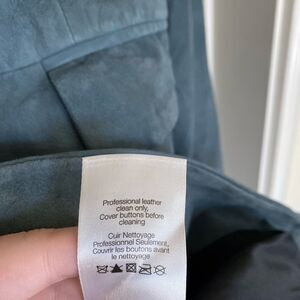 Professional leather
clean only,
Cover buttons before
cleaning
Cuir Nettoyage
Professionnel Seulement,
Couvrir les boutons avant
le nettoyage